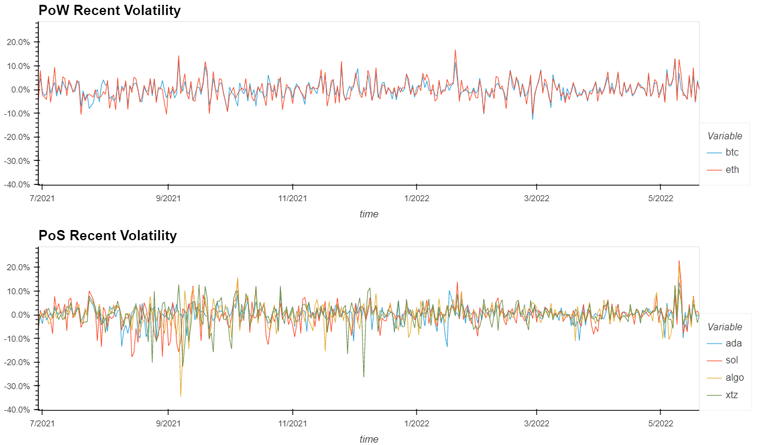 PoW Recent Volatility
20.0%
10.0%
0.0%
-10.0%
-20.0%
-30.0%
-40.0%
7/2021 9/2021 11/2021 1/2022 3/2022 5/2022
time
Variable
btc
eth
PoS Recent Volatility
20.0%
10.0%
0.0%
-10.0%
-20.0%
-30.0%
-40.0%
7/2021 9/2021 11/2021 1/2022 3/2022 5/2022
time
Variable
ada
sol
algo
xtz